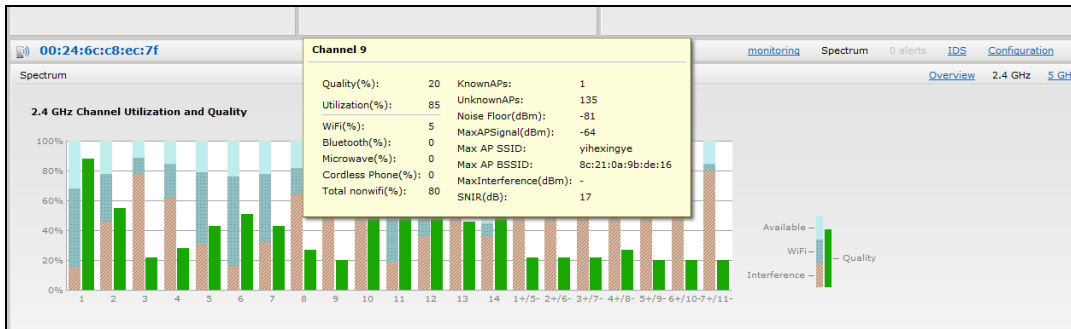 00:24:6c:c8:ec:7f
monitoring Spectrum 0 alerts IDS Configuration
Spectrum
Overview 2.4 GHz 5 GH
Channel 9
Quality(%): 20
Utilization(%): 85
WiFi(%): 5
Bluetooth(%): 0
Microwave(%): 0
Cordless Phone(%): 0
Total nonwifi(%): 80
KnownAPs: 1
UnknownAPs: 135
Noise Floor(dBm): -81
MaxAPSignal(dBm): -64
Max AP SSID: yihexingye
Max AP BSSID: 8c:21:0a:9b:de:16
MaxInterference(dBm): -
SNIR(dB): 17
2.4 GHz Channel Utilization and Quality
100%
80%
60%
40%
20%
0%
1 2 3 4 5 6 7 8 9 10 11 12 13 14 1+/5- 2+/6- 3+/7- 4+/8- 5+/9- 6+/10- 7+/11-
Available
WiFi
Quality
Interference